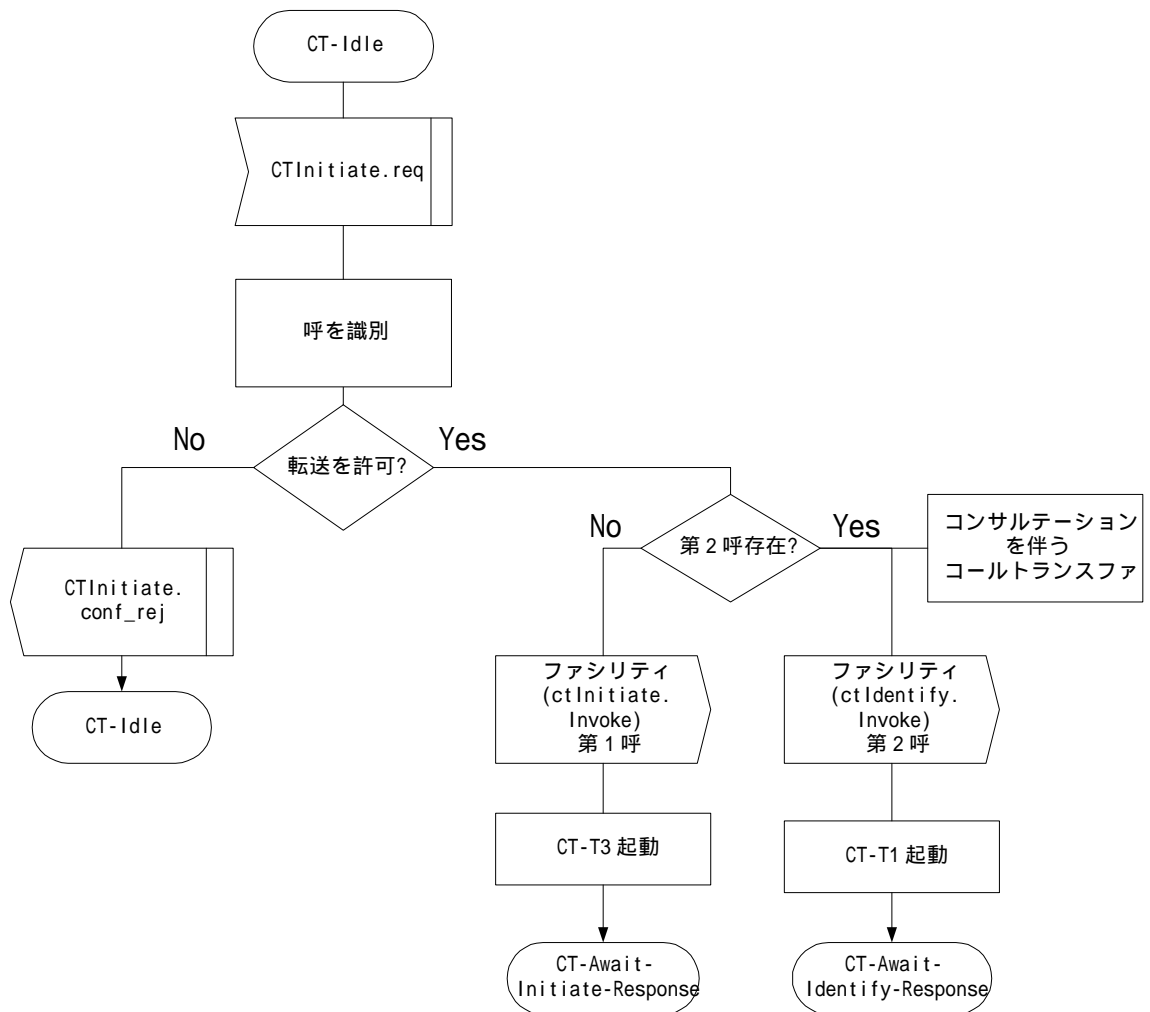 CT-Idle
CTInitiate.req
呼を識別
転送を許可?
No
Yes
CTInitiate.
conf_rej
CT-Idle
第2呼存在?
No
Yes
コンサルテーション
を伴う
コールトランスファ
ファシリティ
(ctInitiate.
Invoke)
第1呼
ファシリティ
(ctIdentify.
Invoke)
第2呼
CT-T3 起動
CT-T1 起動
CT-Await-
Initiate-Response
CT-Await-
Identify-Response